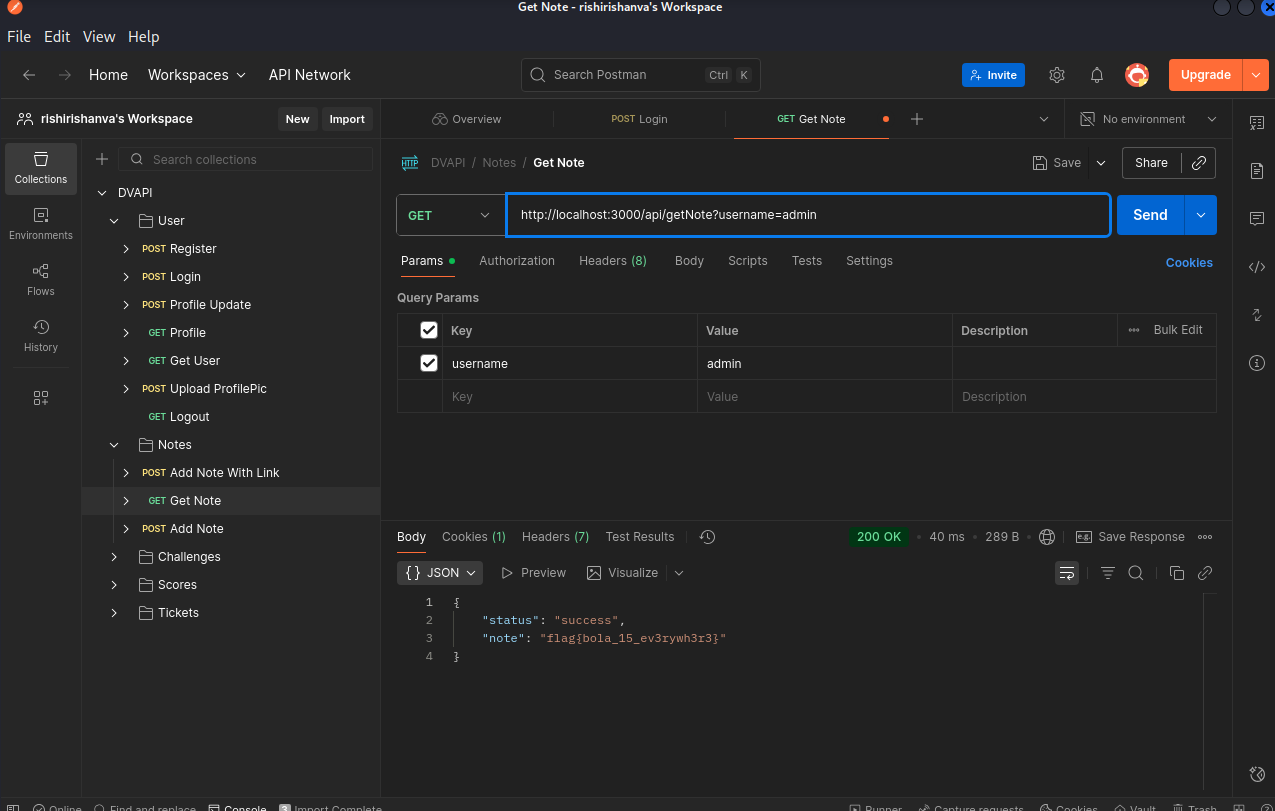 Get Note - rishirishanva's Workspace
File Edit View Help
Home Workspaces API Network Search Postman Ctrl K Invite Upgrade
rishirishanva's Workspace New Import Overview POST Login GET Get Note No environment
Collections
Environments
Flows
History
Search collections
DVAPI
User
POST Register
POST Login
POST Profile Update
GET Profile
GET Get User
POST Upload ProfilePic
GET Logout
Notes
POST Add Note With Link
GET Get Note
POST Add Note
Challenges
Scores
Tickets
HTTP DVAPI / Notes / Get Note Save Share
GET http://localhost:3000/api/getNote?username=admin Send
Params Authorization Headers (8) Body Scripts Tests Settings Cookies
Query Params
Key Value Description Bulk Edit
username admin
Key Value Description
Body Cookies (1) Headers (7) Test Results 200 OK • 40 ms • 289 B • e.g. Save Response
{} JSON Preview Visualize
1 {
2 "status": "success",
3 "note": "flag{bola_15_ev3rywh3r3}"
4 }
Online Find and replace Console Import Complete Runner Capture requests Cookies Vault Trash